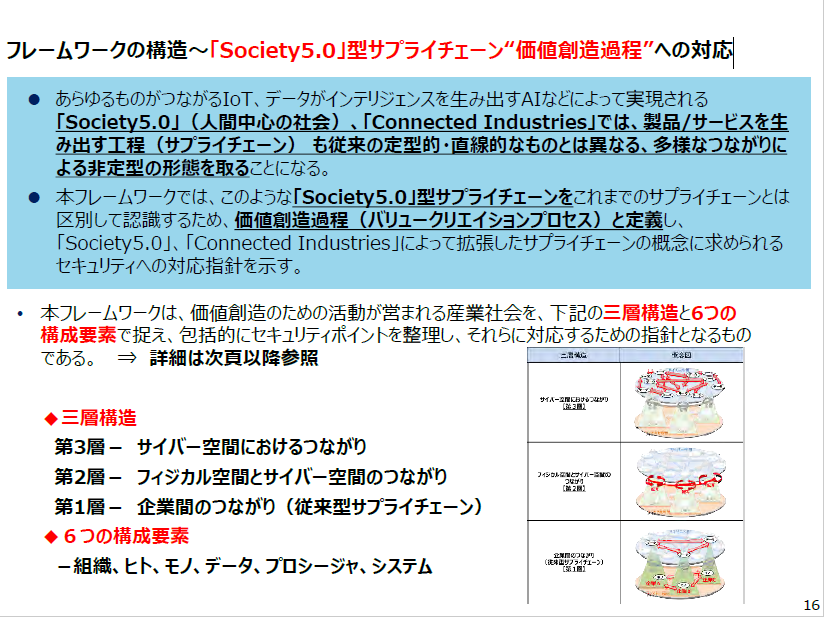 フレームワークの構造～「Society5.0」型サプライチェーン“価値創造過程”への対応
● あらゆるものがつながるIoT、データがインテリジェンスを生み出すAIなどによって実現される
「Society5.0」（人間中心の社会）、「Connected Industries」では、製品/サービスを生
み出す工程（サプライチェーン） も従来の定型的・直線的なものとは異なる、多様なつながりに
よる非定型の形態を取ることになる。
● 本フレームワークでは、このような「Society5.0」型サプライチェーンをこれまでのサプライチェーンとは
区別して認識するため、価値創造過程（バリュークリエイションプロセス）と定義し、
「Society5.0」、「Connected Industries」によって拡張したサプライチェーンの概念に求められる
セキュリティへの対応指針を示す。
• 本フレームワークは、価値創造のための活動が営まれる産業社会を、下記の三層構造と6つの
構成要素で捉え、包括的にセキュリティポイントを整理し、それらに対応するための指針となるもの
である。 ⇒ 詳細は次頁以降参照
三層構造 概念図
サイバー空間におけるつながり
【第3層】
フィジカル空間とサイバー空間の
つながり
【第2層】
企業間のつながり
（従来型サプライチェーン）
【第1層】
◆三層構造
第3層－ サイバー空間におけるつながり
第2層－ フィジカル空間とサイバー空間のつながり
第1層－ 企業間のつながり（従来型サプライチェーン）
◆６つの構成要素
－組織、ヒト、モノ、データ、プロシージャ、システム
16